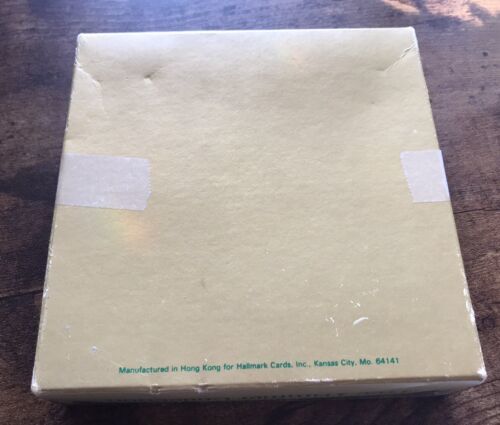 Manufactured in Hong Kong for Hallmark Cards, Inc., Kansas City, Mo. 64141